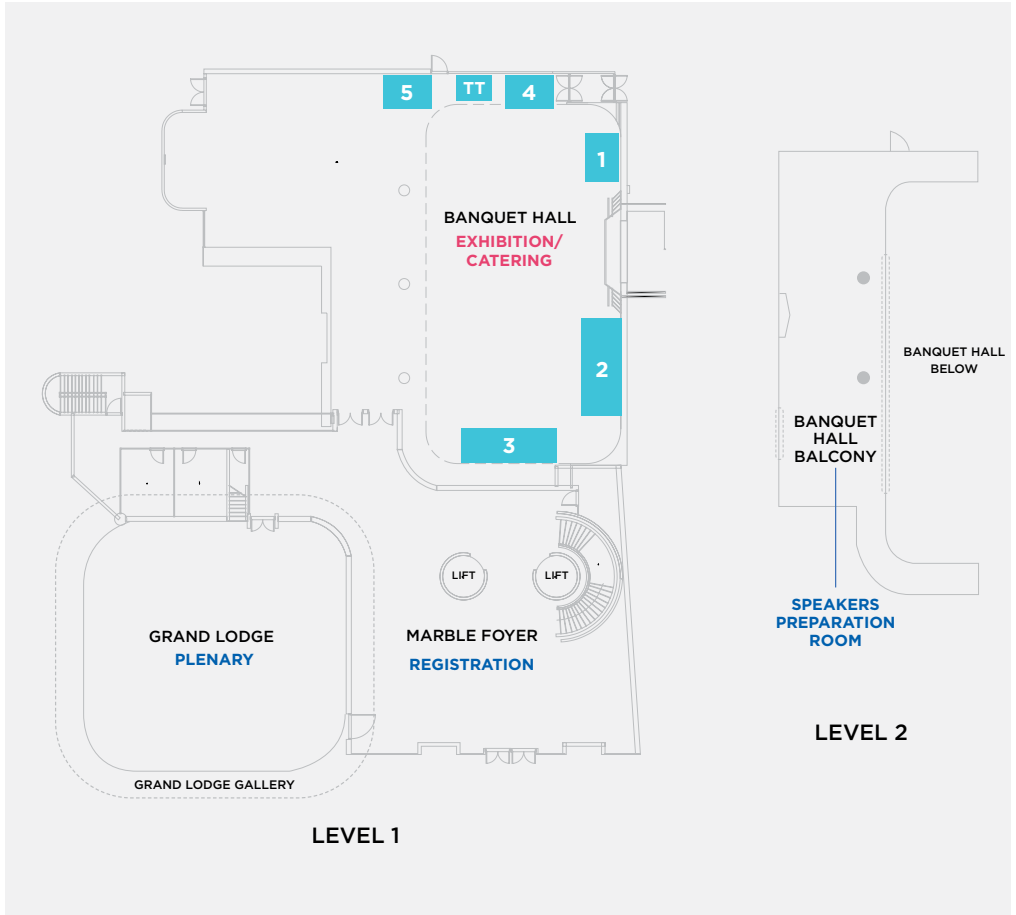 5
TT
4
1
BANQUET HALL
EXHIBITION/
CATERING
2
3
LIFT
LIFT
GRAND LODGE
PLENARY
MARBLE FOYER
REGISTRATION
GRAND LODGE GALLERY
LEVEL 1
BANQUET HALL
BELOW
BANQUET
HALL
BALCONY
SPEAKERS
PREPARATION
ROOM
LEVEL 2